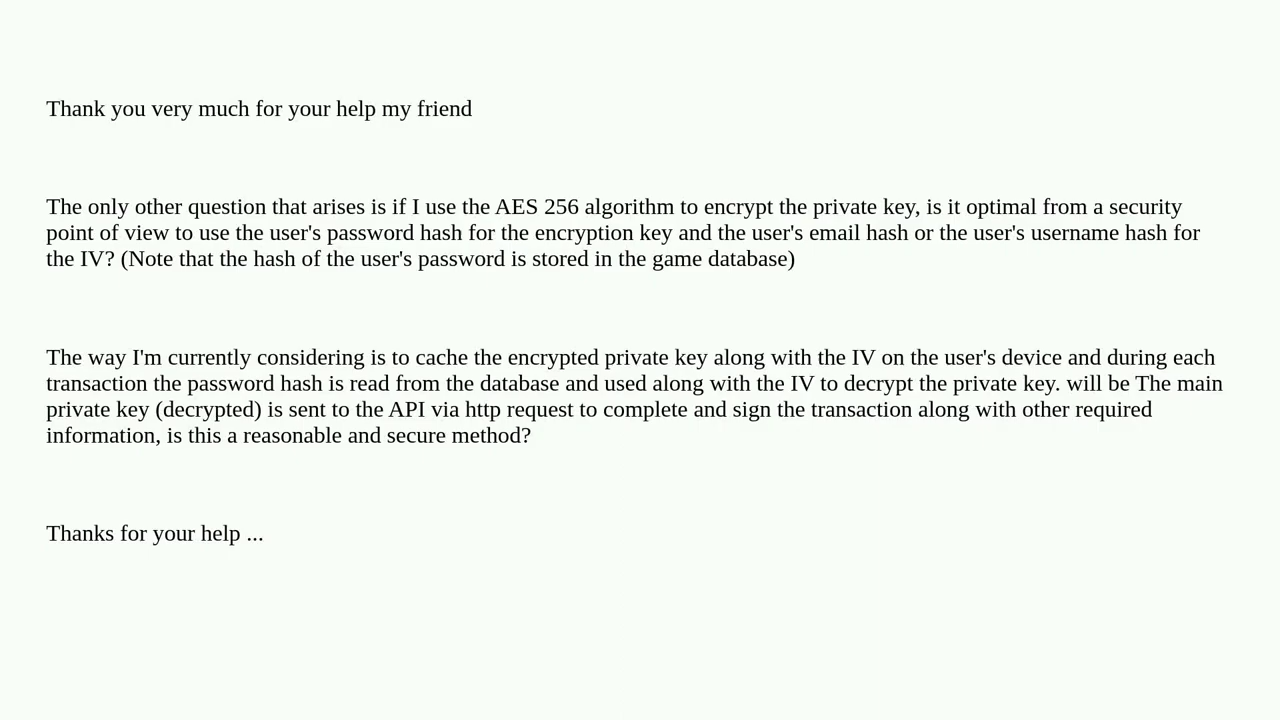 Thank you very much for your help my friend
The only other question that arises is if I use the AES 256 algorithm to encrypt the private key, is it optimal from a security
point of view to use the user's password hash for the encryption key and the user's email hash or the user's username hash for
the IV? (Note that the hash of the user's password is stored in the game database)
The way I'm currently considering is to cache the encrypted private key along with the IV on the user's device and during each
transaction the password hash is read from the database and used along with the IV to decrypt the private key. will be The main
private key (decrypted) is sent to the API via http request to complete and sign the transaction along with other required
information, is this a reasonable and secure method?
Thanks for your help ...